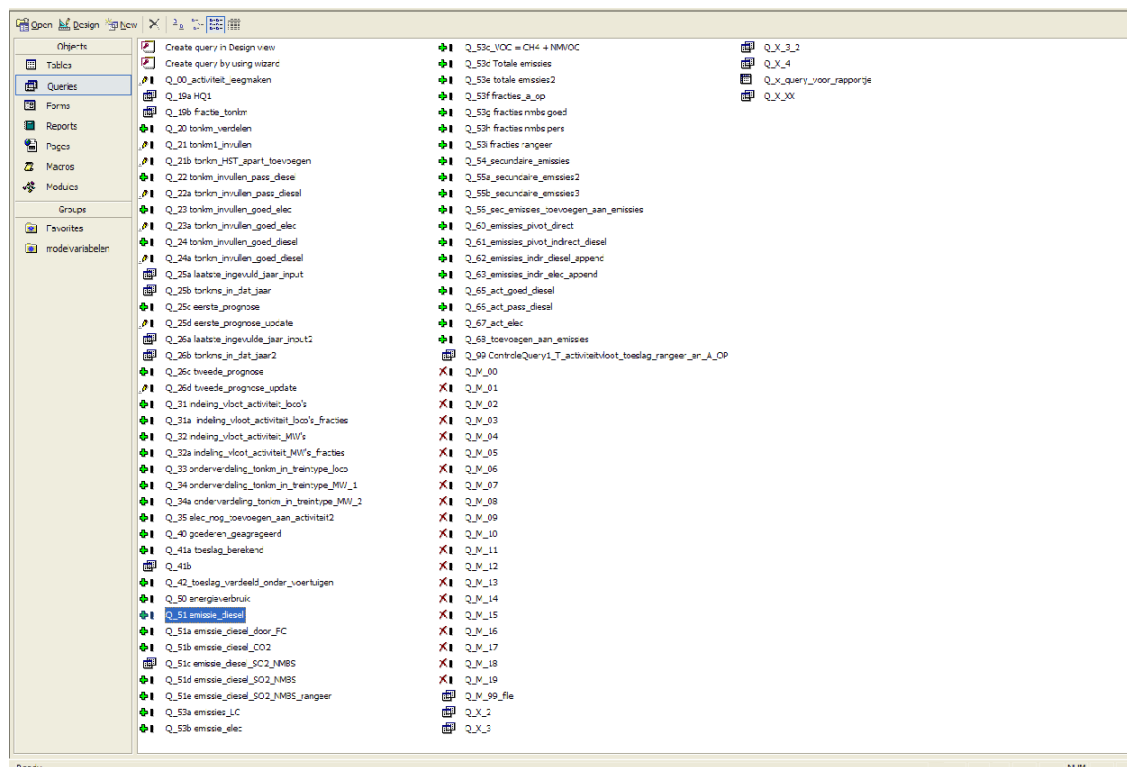 Open Design New
Objects
Tables
Queries
Forms
Reports
Pages
Macros
Modules
Groups
Favorites
modelvariabelen
Create query in Design view
Create query by using wizard
Q_00_activiteit_leegmaken
Q_19a HQ1
Q_19b fractie_tonkm
Q_20 tonkm_verdelen
Q_21 tonkm1_invullen
Q_21b tonkm_HST_apart_toevoegen
Q_22 tonkm_invullen_pass_diesel
Q_22a tonkm_invullen_pass_diesel
Q_23 tonkm_invullen_goed_elec
Q_23a tonkm_invullen_goed_elec
Q_24 tonkm_invullen_goed_diesel
Q_24a tonkm_invullen_goed_diesel
Q_25a laatste_ingevuld_jaar_input
Q_25b tonkms_in_dat_jaar
Q_25c eerste_prognose
Q_25d eerste_prognose_update
Q_26a laatste_ingevulde_jaar_input2
Q_26b tonkms_in_dat_jaar2
Q_26c tweede_prognose
Q_26d tweede_prognose_update
Q_31 indeling_vloot_activiteit_loco's
Q_31a indeling_vloot_activiteit_loco's_fracties
Q_32 indeling_vloot_activiteit_MW's
Q_32a indeling_vloot_activiteit_MW's_fracties
Q_33 onderverdeling_tonkm_in_treintype_loco
Q_34 onderverdeling_tonkm_in_treintype_MW_1
Q_34a onderverdeling_tonkm_in_treintype_MW_2
Q_35 elec_nog_toevoegen_aan_activiteit2
Q_40 goederen_geaggregeerd
Q_41a toeslag_berekend
Q_41b
Q_42_toeslag_verdeeld_onder_voertuigen
Q_50 energieverbruik
Q_51 emissie_diesel
Q_51a emissie_diesel_door_FC
Q_51b emissie_diesel_CO2
Q_51c emissie_diesel_SO2_NMBS
Q_51d emissie_diesel_SO2_NMBS
Q_51e emissie_diesel_SO2_NMBS_rangeer
Q_53a emissies_LC
Q_53b emissie_elec
Q_53c_VOC = CH4 + NMVOC
Q_53c Totale emissies
Q_53e totale emissies2
Q_53f fracties_a_op
Q_53g fracties nmbs goed
Q_53h fracties nmbs pers
Q_53i fracties rangeer
Q_54_secundaire_emissies
Q_55a_secundaire_emissies2
Q_55b_secundaire_emissies3
Q_56_sec_emissies_toevoegen_aan_emissies
Q_60_emissies_pivot_direct
Q_61_emissies_pivot_indirect_diesel
Q_62_emissies_indir_diesel_append
Q_63_emissies_indir_elec_append
Q_65_act_goed_diesel
Q_66_act_pass_diesel
Q_67_act_elec
Q_68_toevoegen_aan_emissies
Q_99 ControleQuery1_T_activiteitvloot_toeslag_rangeer_en_A_OP
Q_M_00
Q_M_01
Q_M_02
Q_M_03
Q_M_04
Q_M_05
Q_M_06
Q_M_07
Q_M_08
Q_M_09
Q_M_10
Q_M_11
Q_M_12
Q_M_13
Q_M_14
Q_M_15
Q_M_16
Q_M_17
Q_M_18
Q_M_19
Q_M_99_file
Q_X_2
Q_X_3
Q_X_3_2
Q_X_4
Q_x_query_voor_rapportje
Q_X_XX